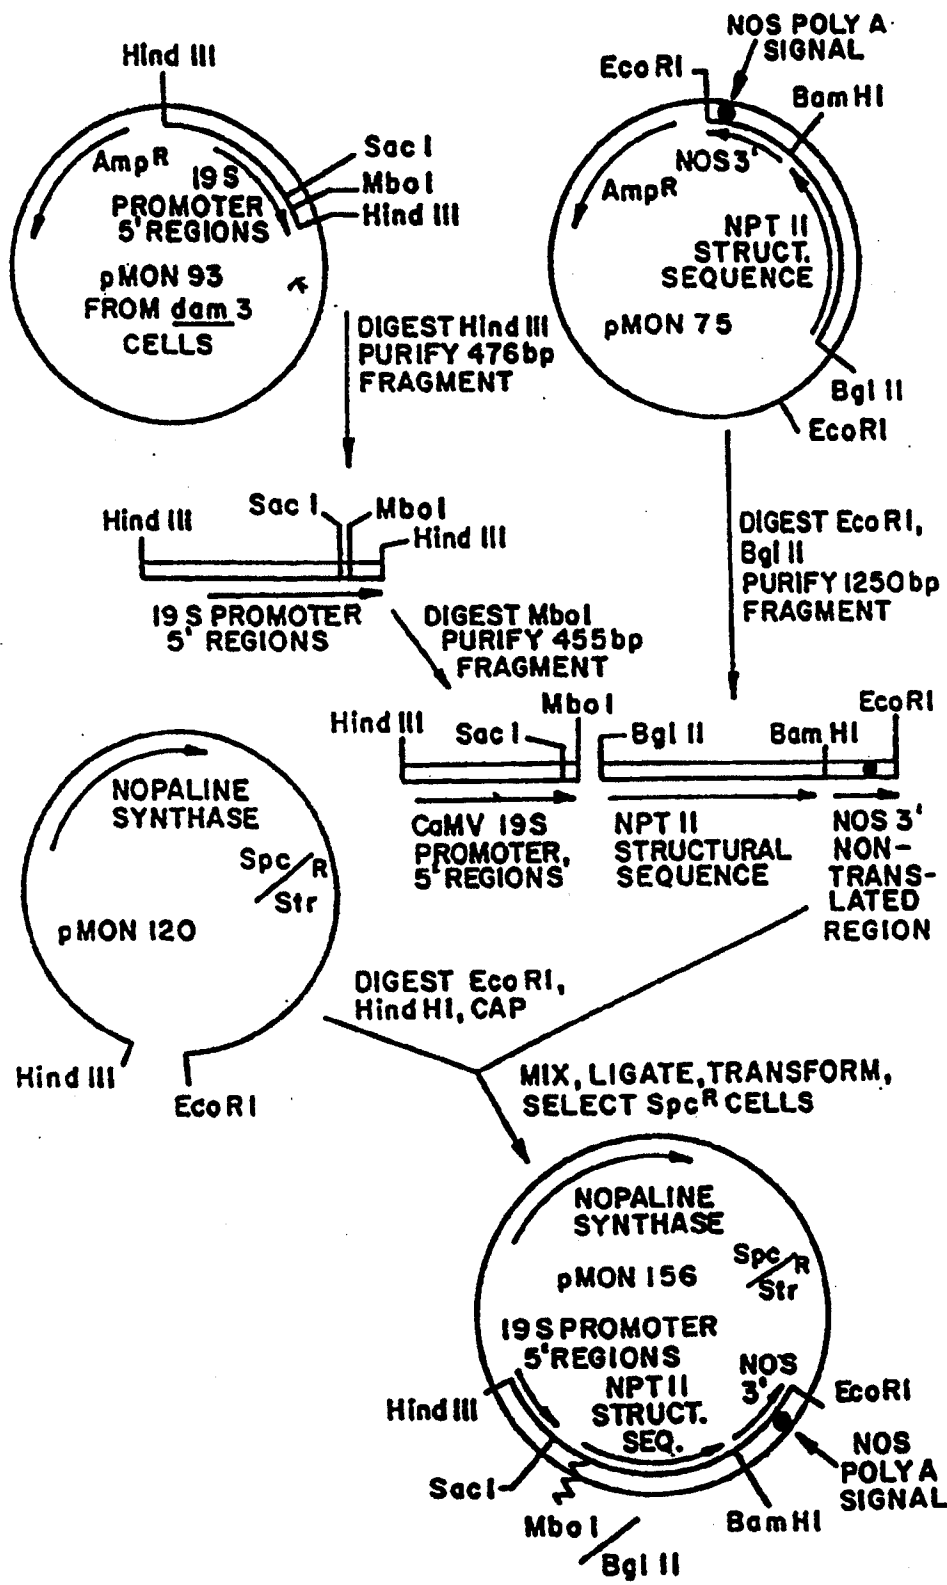 Hind III
Amp R
19 S
PROMOTER
5' REGIONS
Sac I
Mbo I
Hind III
pMON 93
FROM dam 3
CELLS
NOS POLY A
SIGNAL
Eco RI
Bam HI
NOS 3'
Amp R
NPT II
STRUCT.
SEQUENCE
pMON 75
Bgl II
EcoRI
DIGEST Hind III
PURIFY 476bp
FRAGMENT
Hind III
Sac I
Mbo I
Hind III
19 S PROMOTER
5' REGIONS
DIGEST MboI
PURIFY 455bp
FRAGMENT
DIGEST EcoRI,
Bgl II
PURIFY 1250bp
FRAGMENT
Hind III
Sac I
Mbo I
Bgl II
Bam HI
EcoRI
CaMV 19S
PROMOTER,
5' REGIONS
NPT II
STRUCTURAL
SEQUENCE
NOS 3'
NON-
TRANS-
LATED
REGION
NOPALINE
SYNTHASE
Spc/R
Str
pMON 120
Hind III
EcoRI
DIGEST EcoRI,
Hind HI, CAP
MIX, LIGATE, TRANSFORM,
SELECT Spc R CELLS
NOPALINE
SYNTHASE
pMON 156
Spc/R
Str
19 S PROMOTER
5' REGIONS
NPT II
STRUCT.
SEQ.
NOS
3'
Hind III
EcoRI
Sac I
Mbo I
Bgl II
Bam HI
NOS
POLY A
SIGNAL